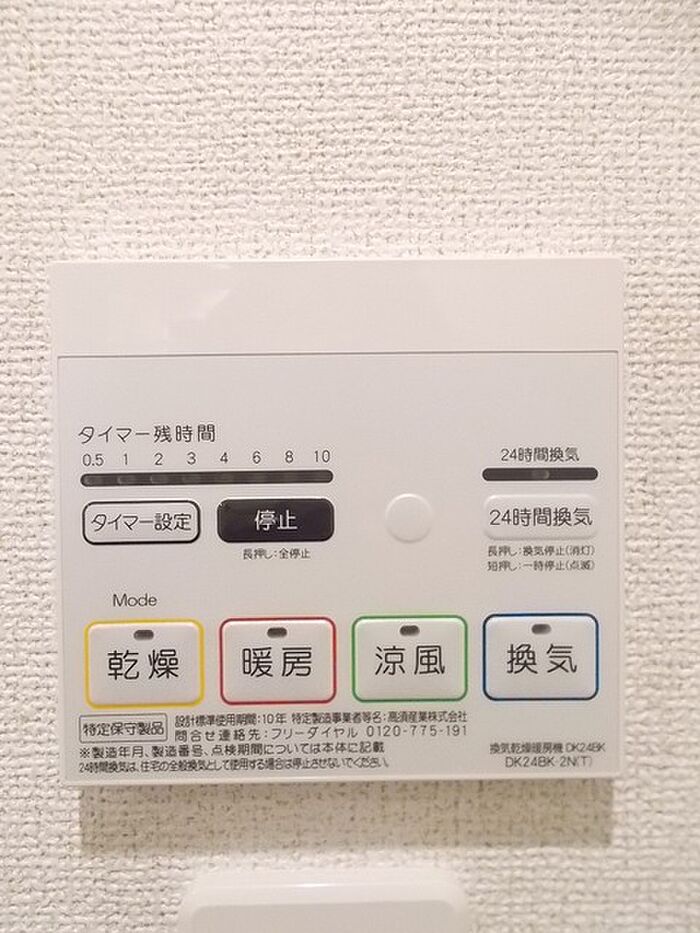 タイマー残時間
0.5 1 2 3 4 6 8 10
24時間換気
タイマー設定 停止 24時間換気
長押し:全停止
長押し:換気停止(消灯)
短押し:一時停止(点滅)
Mode
乾燥 暖房 涼風 換気
特定保守製品
設計標準使用期間:10年 特定製造事業者等名:高須産業株式会社
問合せ連絡先:フリーダイヤル 0120-775-191
※製造年月、製造番号、点検期間については本体に記載
24時間換気は、住宅の全般換気として使用する場合は停止させないでください。
換気乾燥暖房機 DK24BK
DK24BK-2N(T)